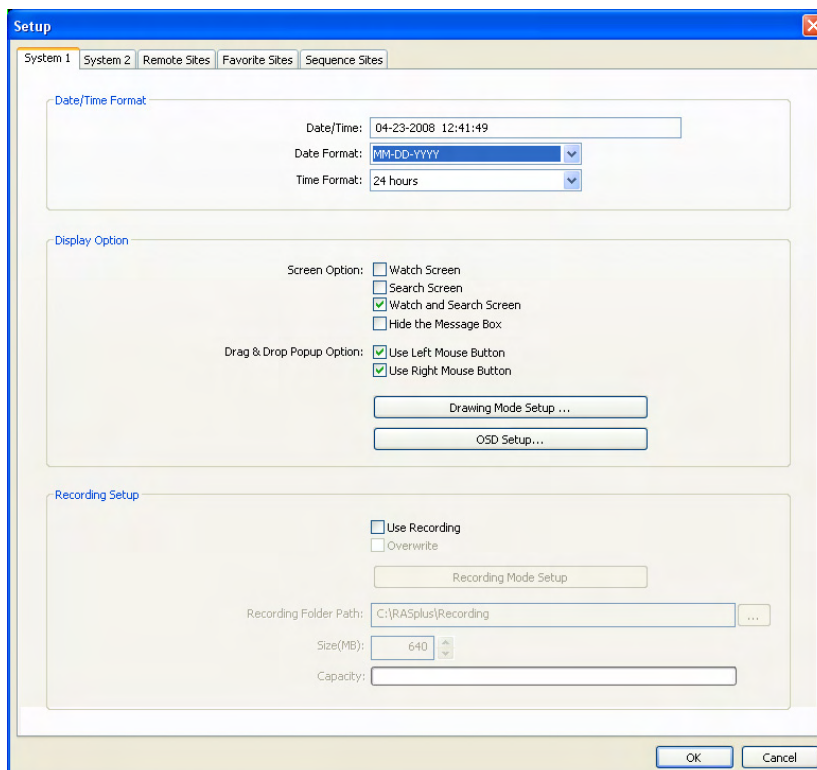 Setup
System 1 System 2 Remote Sites Favorite Sites Sequence Sites
Date/Time Format
Date/Time: 04-23-2008 12:41:49
Date Format: MM-DD-YYYY
Time Format: 24 hours
Display Option
Screen Option: Watch Screen
Search Screen
Watch and Search Screen
Hide the Message Box
Drag & Drop Popup Option: Use Left Mouse Button
Use Right Mouse Button
Drawing Mode Setup ...
OSD Setup...
Recording Setup
Use Recording
Overwrite
Recording Mode Setup
Recording Folder Path: C:\RASplus\Recording ...
Size(MB): 640
Capacity:
OK Cancel